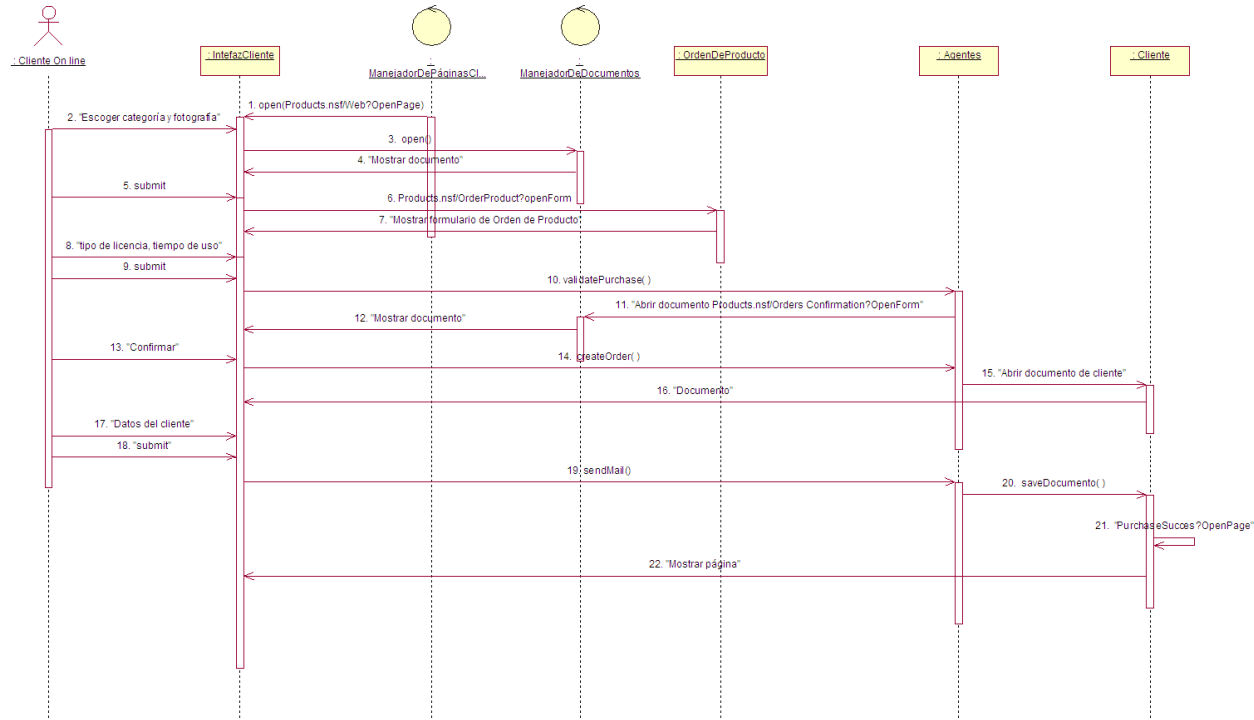 : Cliente On line
: IntefazCliente
:
ManejadorDePáginasCl...
:
ManejadorDeDocumentos
: OrdenDeProducto
: Agentes
: Cliente
1. open(Products.nsf/Web?OpenPage)
2. "Escoger categoría y fotografía"
3. open()
4. "Mostrar documento"
5. submit
6. Products.nsf/OrderProduct?openForm
7. "Mostrar formulario de Orden de Producto"
8. "tipo de licencia, tiempo de uso"
9. submit
10. validatePurchase( )
11. "Abrir documento Products.nsf/Orders Confirmation?OpenForm"
12. "Mostrar documento"
13. "Confirmar"
14. createOrder( )
15. "Abrir documento de cliente"
16. "Documento"
17. "Datos del cliente"
18. "submit"
19. sendMail()
20. saveDocumento( )
21. "PurchaseSucces?OpenPage"
22. "Mostrar página"